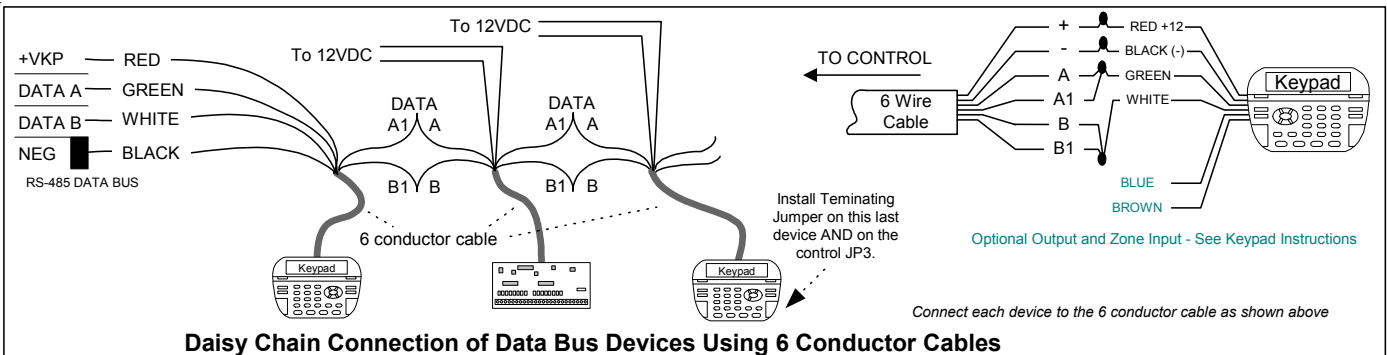 +VKP RED
DATA A GREEN
DATA B WHITE
NEG BLACK
RS-485 DATA BUS
To 12VDC
To 12VDC
DATA
A1 A
B1 B
DATA
A1 A
B1 B
6 conductor cable
Keypad
Keypad
Install Teminating
Jumper on this last
device AND on the
control JP3.
TO CONTROL
6 Wire
Cable
+ RED +12
- BLACK (-)
A GREEN
A1 WHITE
B
B1
Keypad
BLUE
BROWN
Optional Output and Zone Input - See Keypad Instructions
Connect each device to the 6 conductor cable as shown above
Daisy Chain Connection of Data Bus Devices Using 6 Conductor Cables